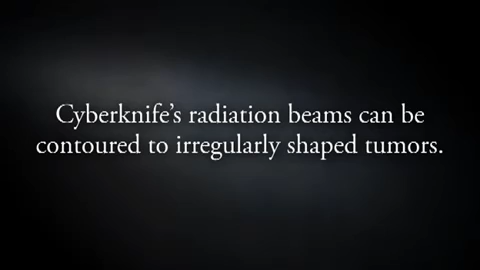 Cyberknife’s radiation beams can be
contoured to irregularly shaped tumors.